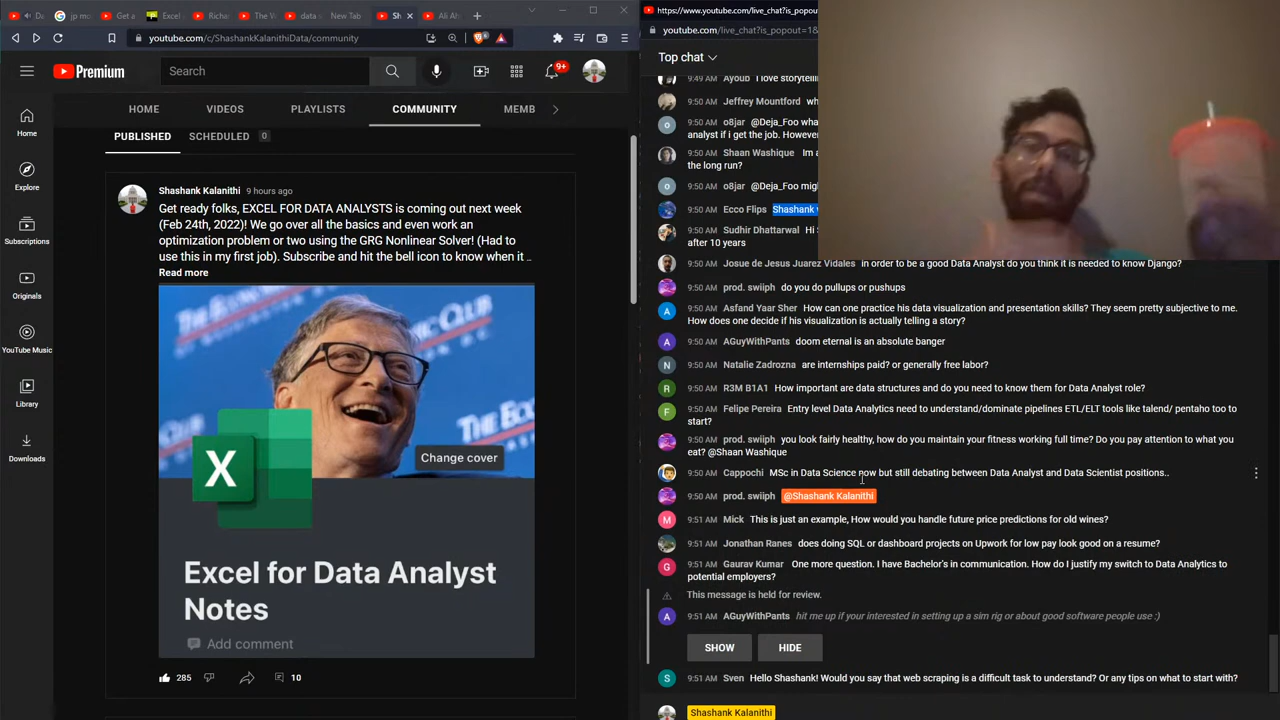 jp mo
Get a
Excel
Richa
The W
data s
New Tab
Sh
Ali Al
youtube.com/c/ShashankKalanithiData/community
Premium
Search
9+
HOME
VIDEOS
PLAYLISTS
COMMUNITY
MEMB
PUBLISHED
SCHEDULED
0
Home
Explore
Subscriptions
Originals
YouTube Music
Library
Downloads
Shashank Kalanithi 9 hours ago
Get ready folks, EXCEL FOR DATA ANALYSTS is coming out next week
(Feb 24th, 2022)! We go over all the basics and even work an
optimization problem or two using the GRG Nonlinear Solver! (Had to
use this in my first job). Subscribe and hit the bell icon to know when it ...
Read more
THE ECONOMIC CLUB
Change cover
X
Excel for Data Analyst
Notes
Add comment
285
10
https://www.youtube.com/live_chat?is_popou
youtube.com/live_chat?is_popout=1&
Top chat
9:49 AM Ayoub I love storytelli
9:50 AM Jeffrey Mountford wh
9:50 AM o8jar @Deja_Foo wha
analyst if i get the job. However
9:50 AM Shaan Washique Im a
the long run?
9:50 AM o8jar @Deja_Foo migl
9:50 AM Ecco Flips Shashank
9:50 AM Sudhir Dhattarwal Hi S
after 10 years
9:50 AM Josue de Jesus Juarez Vidales in order to be a good Data Analyst do you think it is needed to know Django?
9:50 AM prod. swiiph do you do pullups or pushups
9:50 AM Asfand Yaar Sher How can one practice his data visualization and presentation skills? They seem pretty subjective to me.
How does one decide if his visualization is actually telling a story?
9:50 AM AGuyWithPants doom eternal is an absolute banger
9:50 AM Natalie Zadrozna are internships paid? or generally free labor?
9:50 AM R3M B1A1 How important are data structures and do you need to know them for Data Analyst role?
9:50 AM Felipe Pereira Entry level Data Analytics need to understand/dominate pipelines ETL/ELT tools like talend/ pentaho too to
start?
9:50 AM prod. swiiph you look fairly healthy, how do you maintain your fitness working full time? Do you pay attention to what you
eat? @Shaan Washique
9:50 AM Cappochi MSc in Data Science now but still debating between Data Analyst and Data Scientist positions..
9:50 AM prod. swiiph @Shashank Kalanithi
9:51 AM Mick This is just an example, How would you handle future price predictions for old wines?
9:51 AM Jonathan Ranes does doing SQL or dashboard projects on Upwork for low pay look good on a resume?
9:51 AM Gaurav Kumar One more question. I have Bachelor's in communication. How do I justify my switch to Data Analytics to
potential employers?
This message is held for review.
9:51 AM AGuyWithPants hit me up if your interested in setting up a sim rig or about good software people use :)
SHOW
HIDE
9:51 AM Sven Hello Shashank! Would you say that web scraping is a difficult task to understand? Or any tips on what to start with?
Shashank Kalanithi